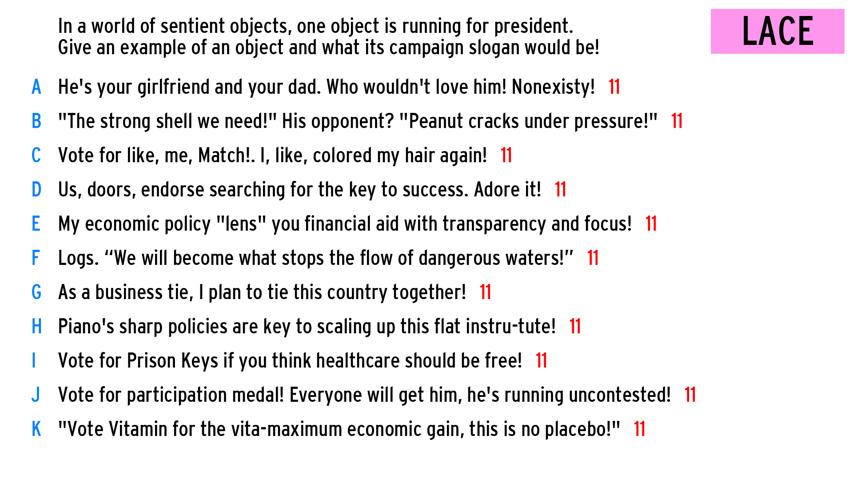 In a world of sentient objects, one object is running for president.
Give an example of an object and what its campaign slogan would be!
LACE
A He's your girlfriend and your dad. Who wouldn't love him! Nonexisty! 11
B "The strong shell we need!" His opponent? "Peanut cracks under pressure!" 11
C Vote for like, me, Match!. I, like, colored my hair again! 11
D Us, doors, endorse searching for the key to success. Adore it! 11
E My economic policy "lens" you financial aid with transparency and focus! 11
F Logs. “We will become what stops the flow of dangerous waters!” 11
G As a business tie, I plan to tie this country together! 11
H Piano's sharp policies are key to scaling up this flat instru-tute! 11
I Vote for Prison Keys if you think healthcare should be free! 11
J Vote for participation medal! Everyone will get him, he's running uncontested! 11
K "Vote Vitamin for the vita-maximum economic gain, this is no placebo!" 11